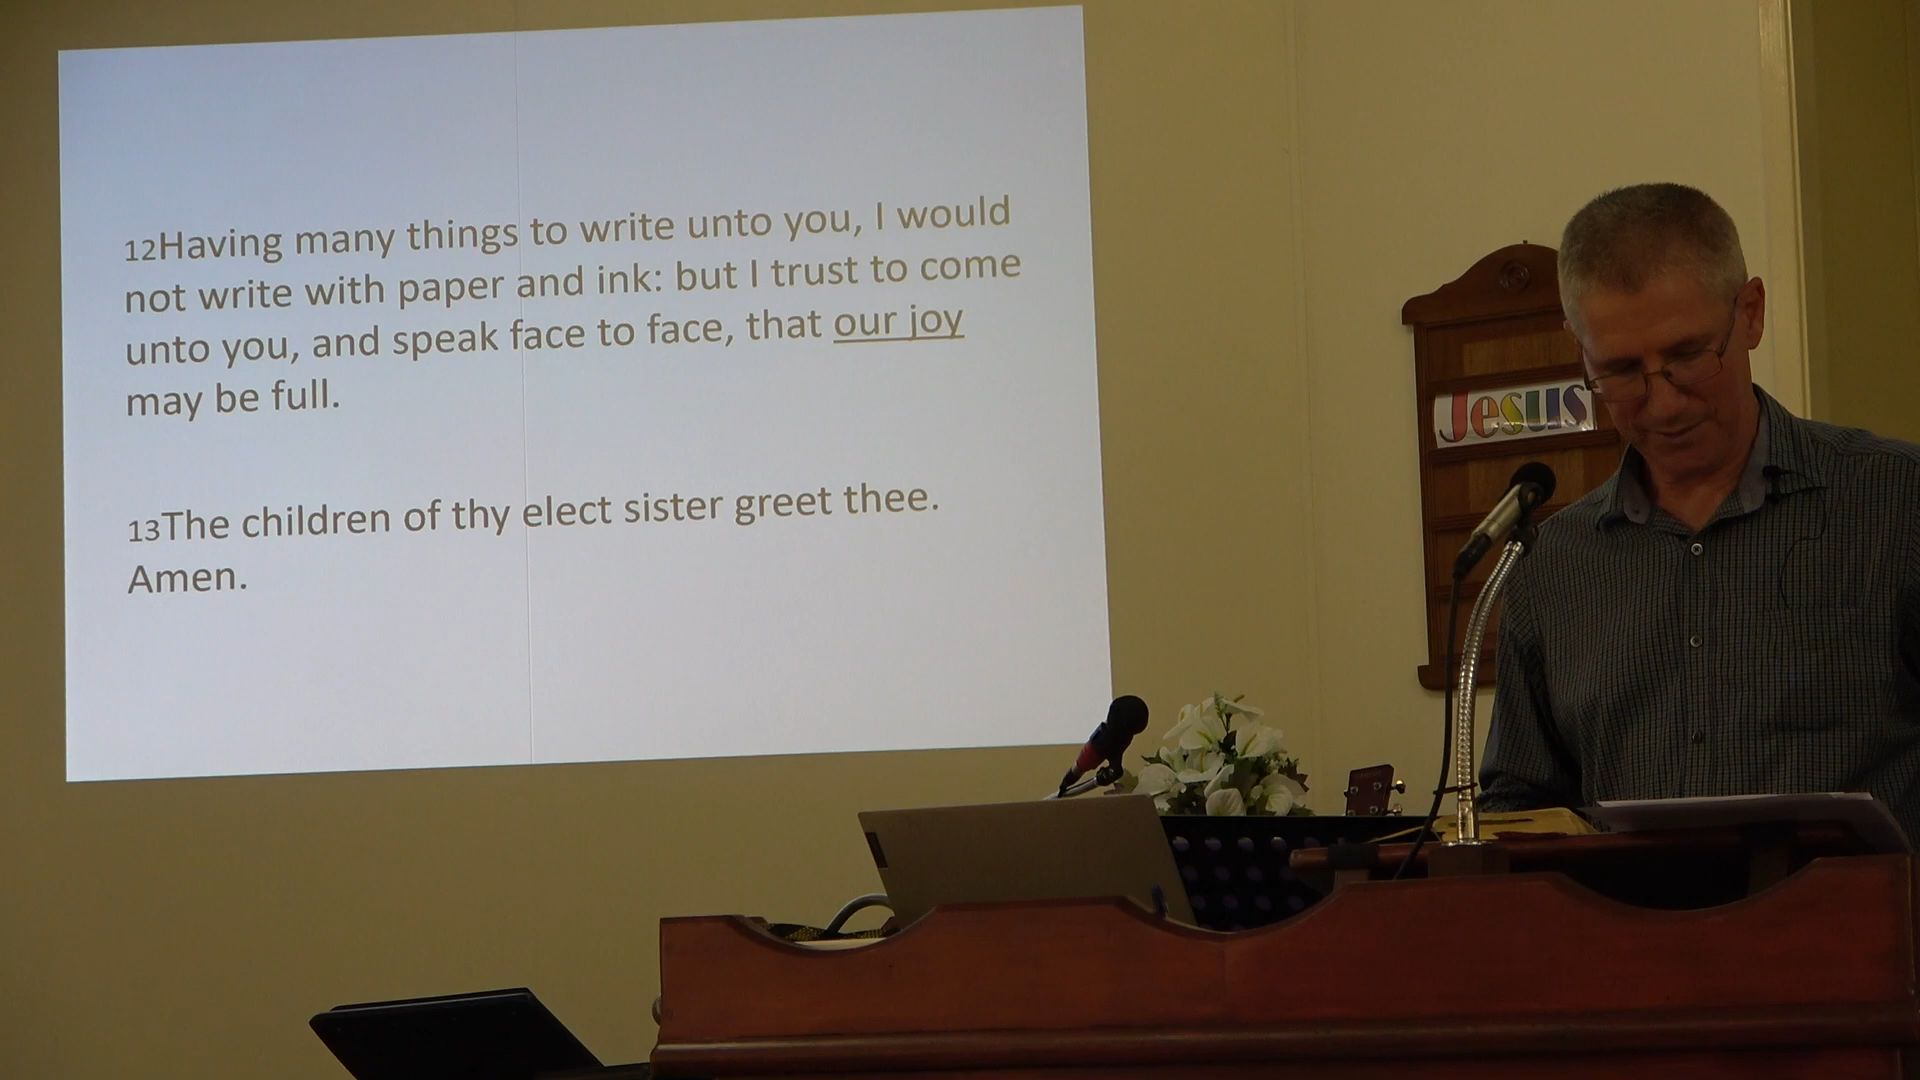 12Having many things to write unto you, I would
not write with paper and ink: but I trust to come
unto you, and speak face to face, that our joy
may be full.
13The children of thy elect sister greet thee.
Amen.
Jesus